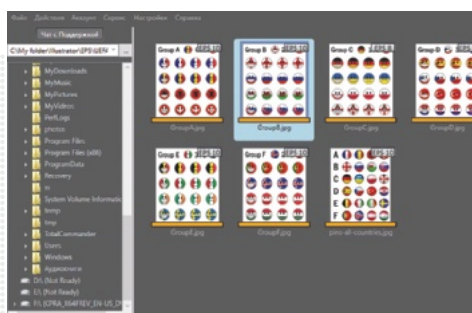 Файл Действия Аккаунт Сервис Настройки Справка
Чат с Поддержкой
C:\My folder\Illustrator\EPS\UEFA
MyDownloads
MyMusic
MyPictures
MyVideos
PerfLogs
photos
Program Files
Program Files (x86)
ProgramData
Recovery
System Volume Informatio
temp
tmp
TotalCommander
Users
Windows
Аудиокниги
D:\ (Not Ready)
E:\ (Not Ready)
Group A EPS 10
GroupA.jpg
Group B EPS 10
GroupB.jpg
Group C EPS 8
GroupC.jpg
Group D EPS 10
GroupD.jpg
Group E EPS 10
GroupE.jpg
Group F EPS 10
GroupF.jpg
A
B
C
D
E
F
EPS 10
pins-all-countries.jpg